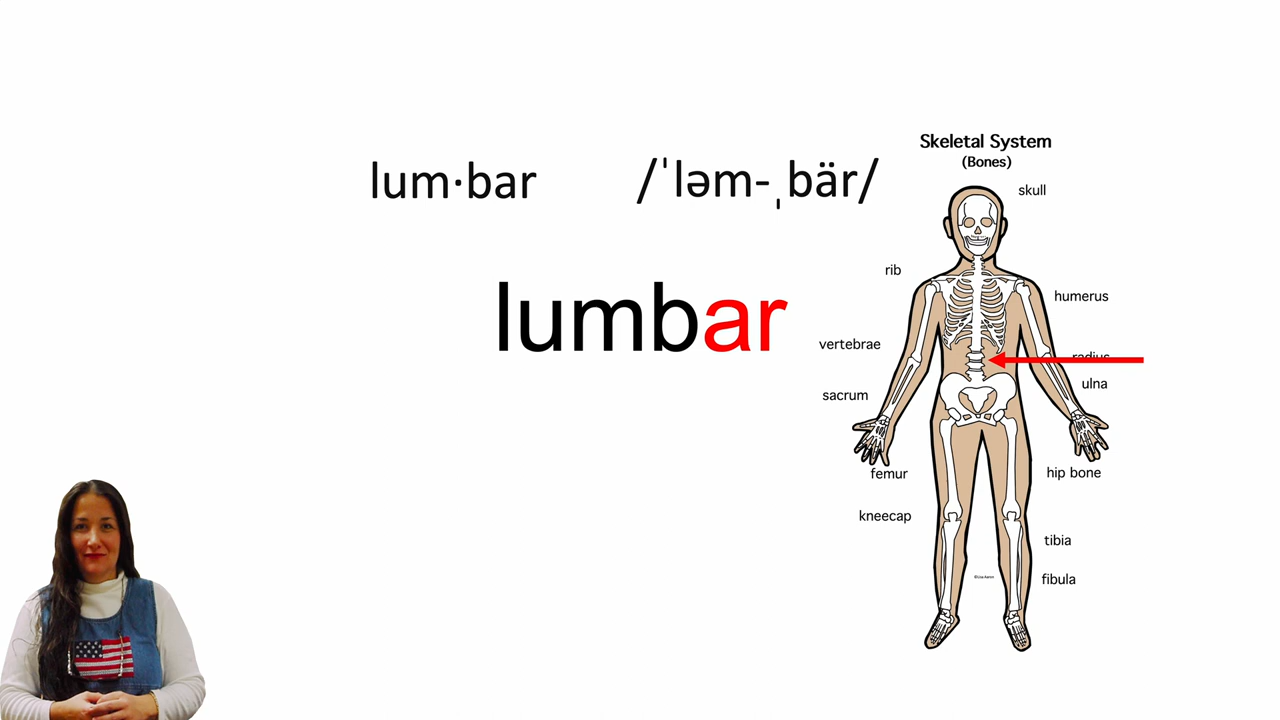 Skeletal System
(Bones)
lum·bar /ˈləm-ˌbär/
skull
rib
humerus
lumbar
vertebrae
radius
ulna
sacrum
femur
hip bone
kneecap
tibia
fibula